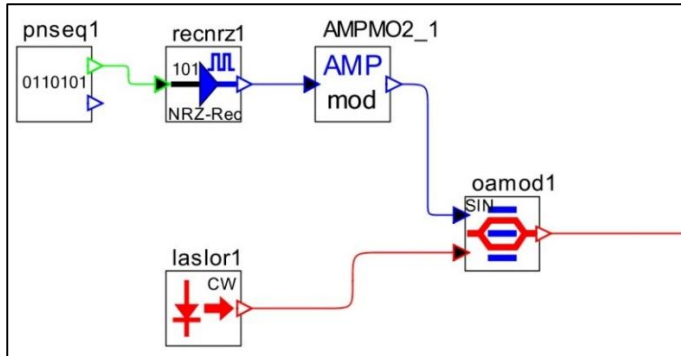 pnseq1
0110101
recnrz1
101
NRZ-Rec
AMPMO2_1
AMP
mod
oamod1
SIN
laslor1
CW